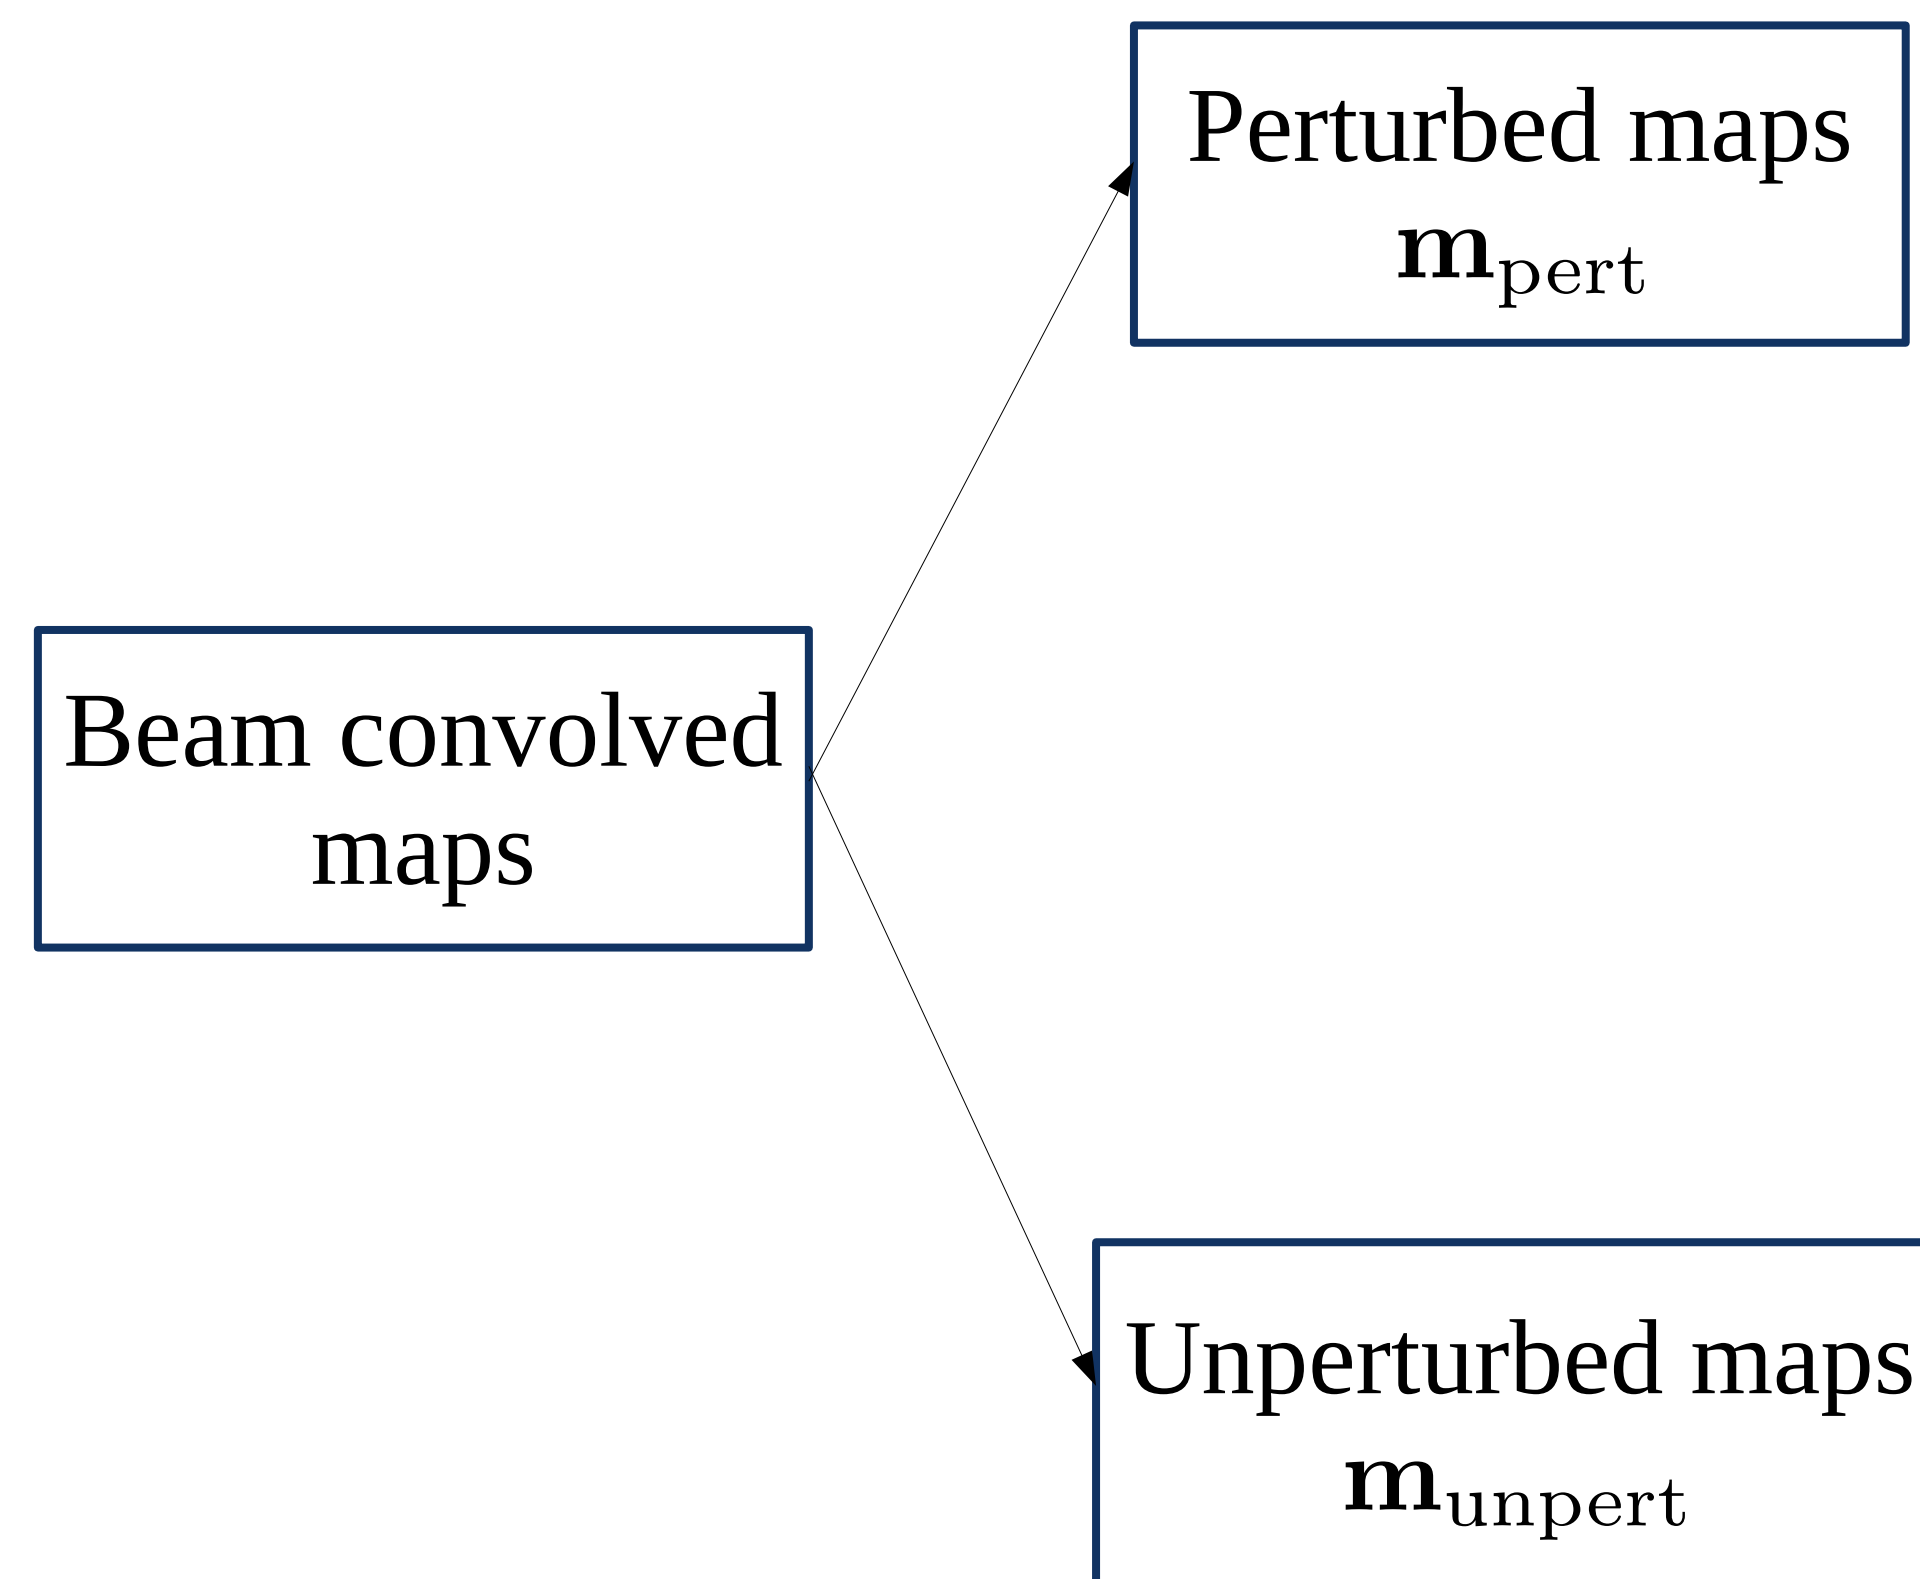 Perturbed maps
m_pert
Beam convolved
maps
Unperturbed maps
m_unpert